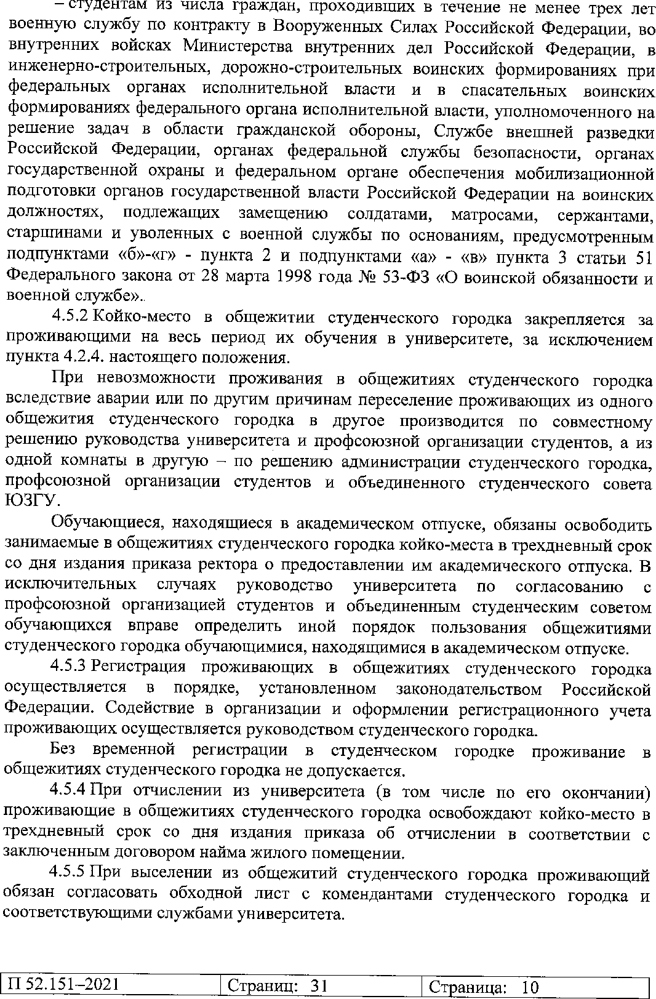 – студентам из числа граждан, проходивших в течение не менее трех лет
военную службу по контракту в Вооруженных Силах Российской Федерации, во
внутренних войсках Министерства внутренних дел Российской Федерации, в
инженерно-строительных, дорожно-строительных воинских формированиях при
федеральных органах исполнительной власти и в спасательных воинских
формированиях федерального органа исполнительной власти, уполномоченного на
решение задач в области гражданской обороны, Службе внешней разведки
Российской Федерации, органах федеральной службы безопасности, органах
государственной охраны и федеральном органе обеспечения мобилизационной
подготовки органов государственной власти Российской Федерации на воинских
должностях, подлежащих замещению солдатами, матросами, сержантами,
старшинами и уволенных с военной службы по основаниям, предусмотренным
подпунктами «б»-«г» - пункта 2 и подпунктами «а» - «в» пункта 3 статьи 51
Федерального закона от 28 марта 1998 года № 53-ФЗ «О воинской обязанности и
военной службе»..
4.5.2 Койко-место в общежитии студенческого городка закрепляется за
проживающими на весь период их обучения в университете, за исключением
пункта 4.2.4. настоящего положения.
При невозможности проживания в общежитиях студенческого городка
вследствие аварии или по другим причинам переселение проживающих из одного
общежития студенческого городка в другое производится по совместному
решению руководства университета и профсоюзной организации студентов, а из
одной комнаты в другую – по решению администрации студенческого городка,
профсоюзной организации студентов и объединенного студенческого совета
ЮЗГУ.
Обучающиеся, находящиеся в академическом отпуске, обязаны освободить
занимаемые в общежитиях студенческого городка койко-места в трехдневный срок
со дня издания приказа ректора о предоставлении им академического отпуска. В
исключительных случаях руководство университета по согласованию с
профсоюзной организацией студентов и объединенным студенческим советом
обучающихся вправе определить иной порядок пользования общежитиями
студенческого городка обучающимися, находящимися в академическом отпуске.
4.5.3 Регистрация проживающих в общежитиях студенческого городка
осуществляется в порядке, установленном законодательством Российской
Федерации. Содействие в организации и оформлении регистрационного учета
проживающих осуществляется руководством студенческого городка.
Без временной регистрации в студенческом городке проживание в
общежитиях студенческого городка не допускается.
4.5.4 При отчислении из университета (в том числе по его окончании)
проживающие в общежитиях студенческого городка освобождают койко-место в
трехдневный срок со дня издания приказа об отчислении в соответствии с
заключенным договором найма жилого помещении.
4.5.5 При выселении из общежитий студенческого городка проживающий
обязан согласовать обходной лист с комендантами студенческого городка и
соответствующими службами университета.
П 52.151–2021 Страниц: 31 Страница: 10